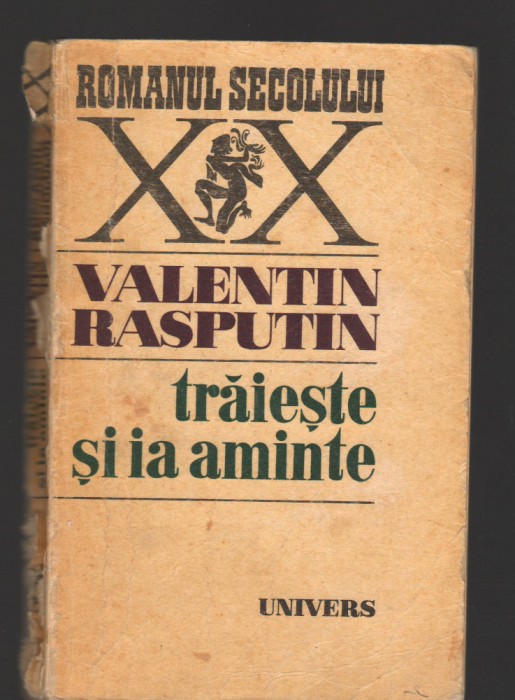 ROMANUL SECOLULUI
XX
VALENTIN
RASPUTIN
trăiește
și ia aminte
UNIVERS